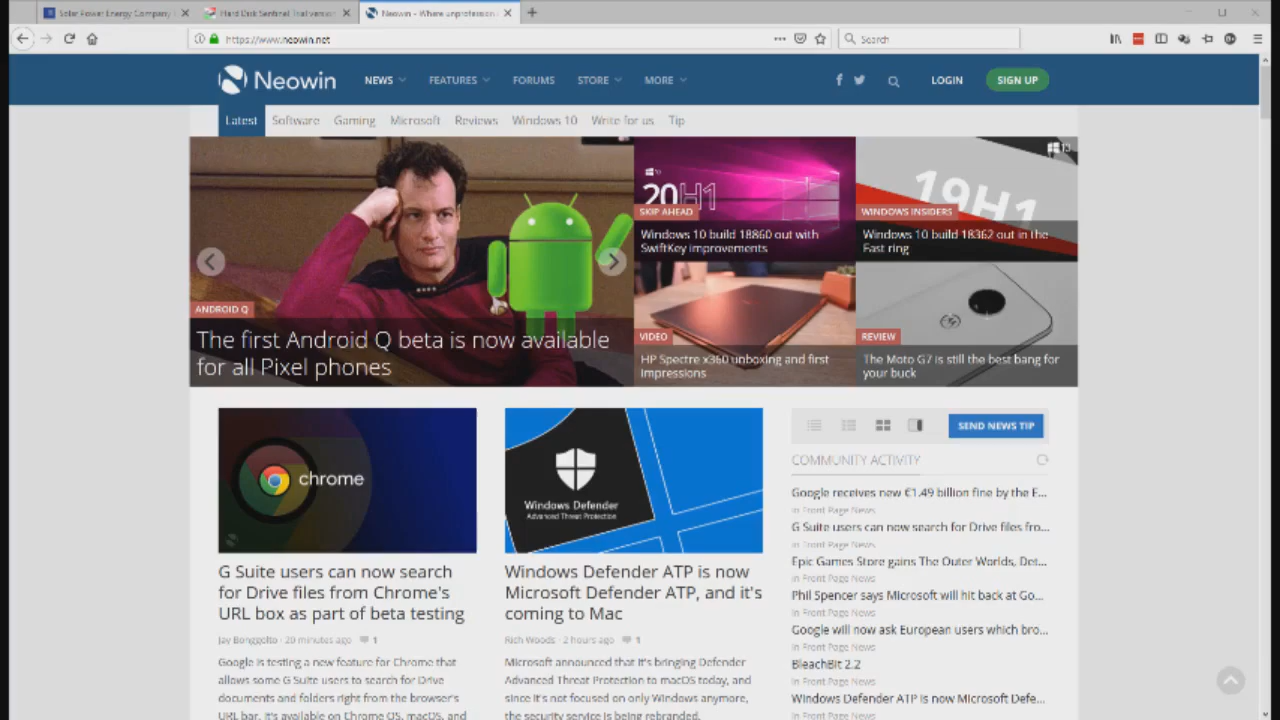 Solar Power Energy Company
Hard Disk Sentinel Trial version
Neowin - Where unprofession
https://www.neowin.net
Search
Neowin
NEWS
FEATURES
FORUMS
STORE
MORE
LOGIN
SIGN UP
Latest
Software
Gaming
Microsoft
Reviews
Windows 10
Write for us
Tip
ANDROID Q
The first Android Q beta is now available
for all Pixel phones
10
20H1
SKIP AHEAD
Windows 10 build 18860 out with
SwiftKey improvements
10
19H1
WINDOWS INSIDERS
Windows 10 build 18362 out in the
Fast ring
VIDEO
HP Spectre x360 unboxing and first
impressions
REVIEW
The Moto G7 is still the best bang for
your buck
chrome
G Suite users can now search
for Drive files from Chrome's
URL box as part of beta testing
Jay Bonggolto · 20 minutes ago 1
Google is testing a new feature for Chrome that
allows some G Suite users to search for Drive
documents and folders right from the browser's
URL bar. It's available on Chrome OS, macOS, and
Windows Defender
Advanced Threat Protection
Windows Defender ATP is now
Microsoft Defender ATP, and it's
coming to Mac
Rich Woods · 2 hours ago 1
Microsoft announced that it's bringing Defender
Advanced Threat Protection to macOS today, and
since it's not focused on only Windows anymore,
the security service is being rebranded.
SEND NEWS TIP
COMMUNITY ACTIVITY
Google receives new €1.49 billion fine by the E...
in Front Page News
G Suite users can now search for Drive files fro...
in Front Page News
Epic Games Store gains The Outer Worlds, Det...
in Front Page News
Phil Spencer says Microsoft will hit back at Go...
in Front Page News
Google will now ask European users which bro...
in Front Page News
BleachBit 2.2
in Front Page News
Windows Defender ATP is now Microsoft Defe...
in Front Page News